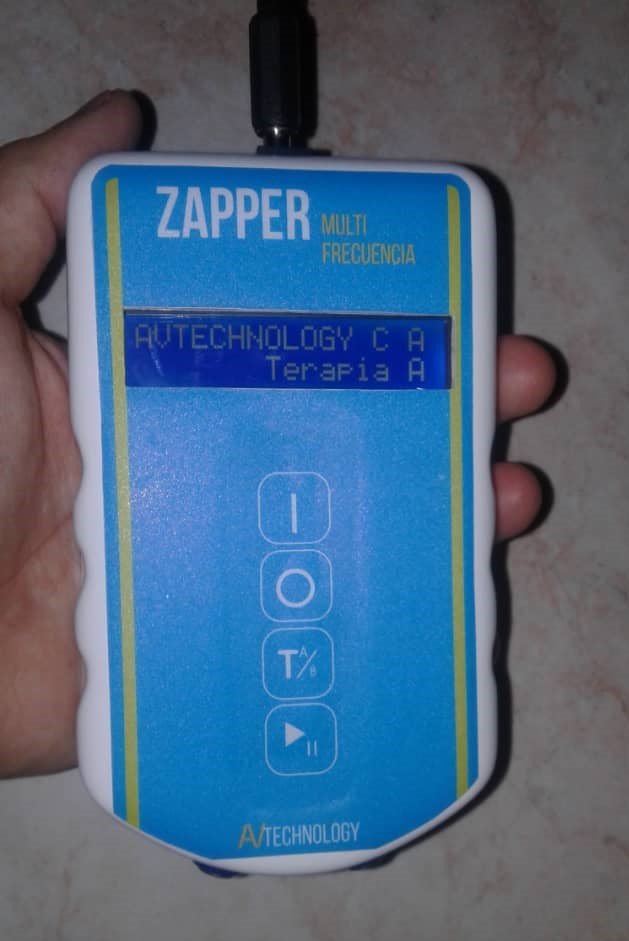 ZAPPER
MULTI
FRECUENCIA
AVTECHNOLOGY C A
Terapia A
T A/B
AVTECHNOLOGY